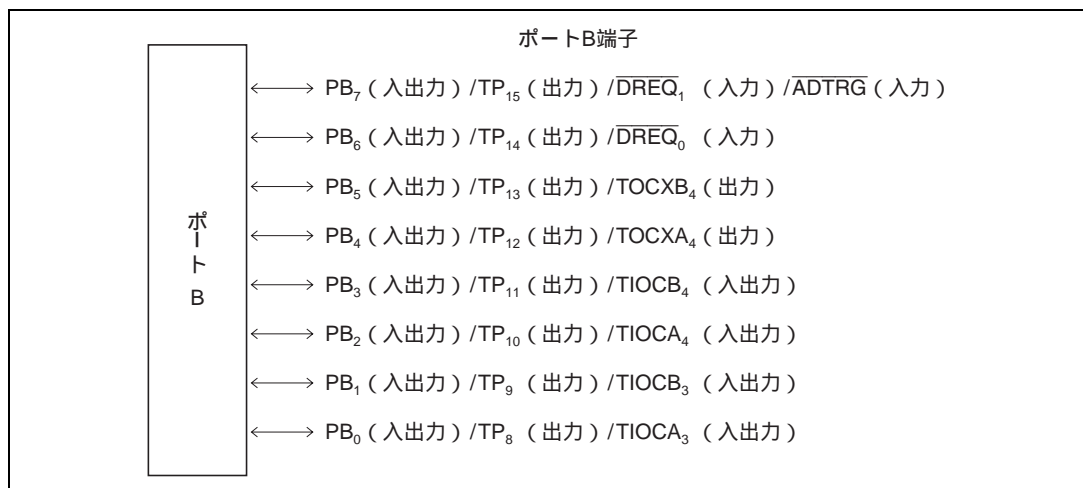 ポートB端子
ポートB
PB₇(入出力)/TP₁₅(出力)/D̅R̅E̅Q̅₁(入力)/A̅D̅T̅R̅G̅(入力)
PB₆(入出力)/TP₁₄(出力)/D̅R̅E̅Q̅₀(入力)
PB₅(入出力)/TP₁₃(出力)/TOCXB₄(出力)
PB₄(入出力)/TP₁₂(出力)/TOCXA₄(出力)
PB₃(入出力)/TP₁₁(出力)/TIOCB₄(入出力)
PB₂(入出力)/TP₁₀(出力)/TIOCA₄(入出力)
PB₁(入出力)/TP₉(出力)/TIOCB₃(入出力)
PB₀(入出力)/TP₈(出力)/TIOCA₃(入出力)